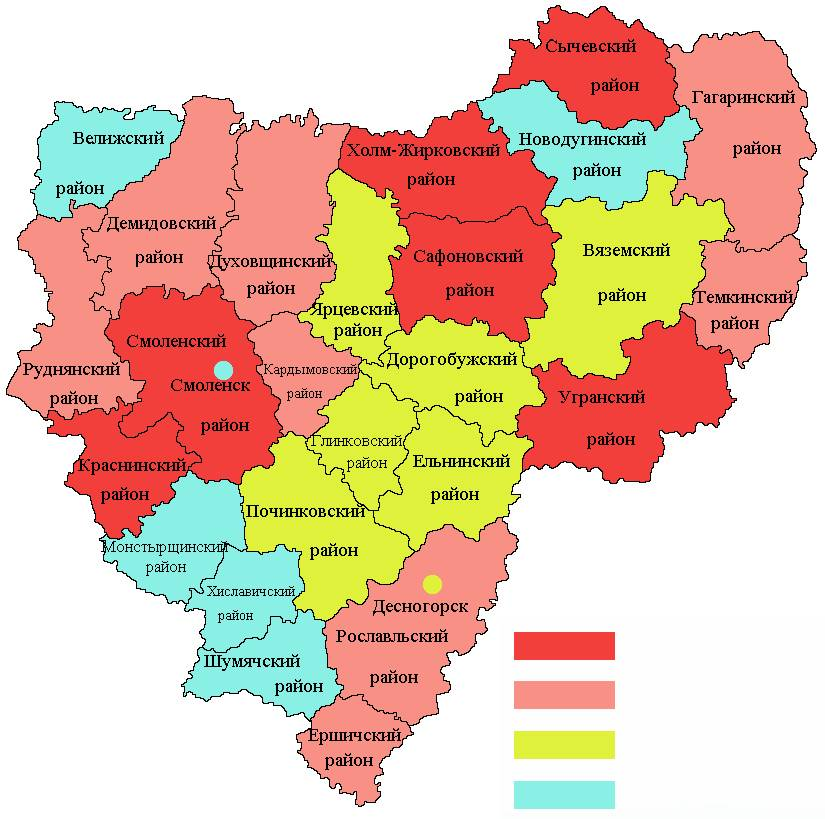 Сычевский
район
Гагаринский
район
Велижский
район
Новодугинский
район
Холм-Жирковский
район
Демидовский
район
Духовщинский
район
Сафоновский
район
Вяземский
район
Темкинский
район
Ярцевский
район
Смоленский
Смоленск
район
Руднянский
район
Кардымовский
район
Дорогобужский
район
Угранский
район
Глинковский
район
Ельнинский
район
Краснинский
район
Починковский
район
Монстырщинский
район
Хиславичский
район
Десногорск
Рославльский
район
Шумячский
район
Ершичский
район